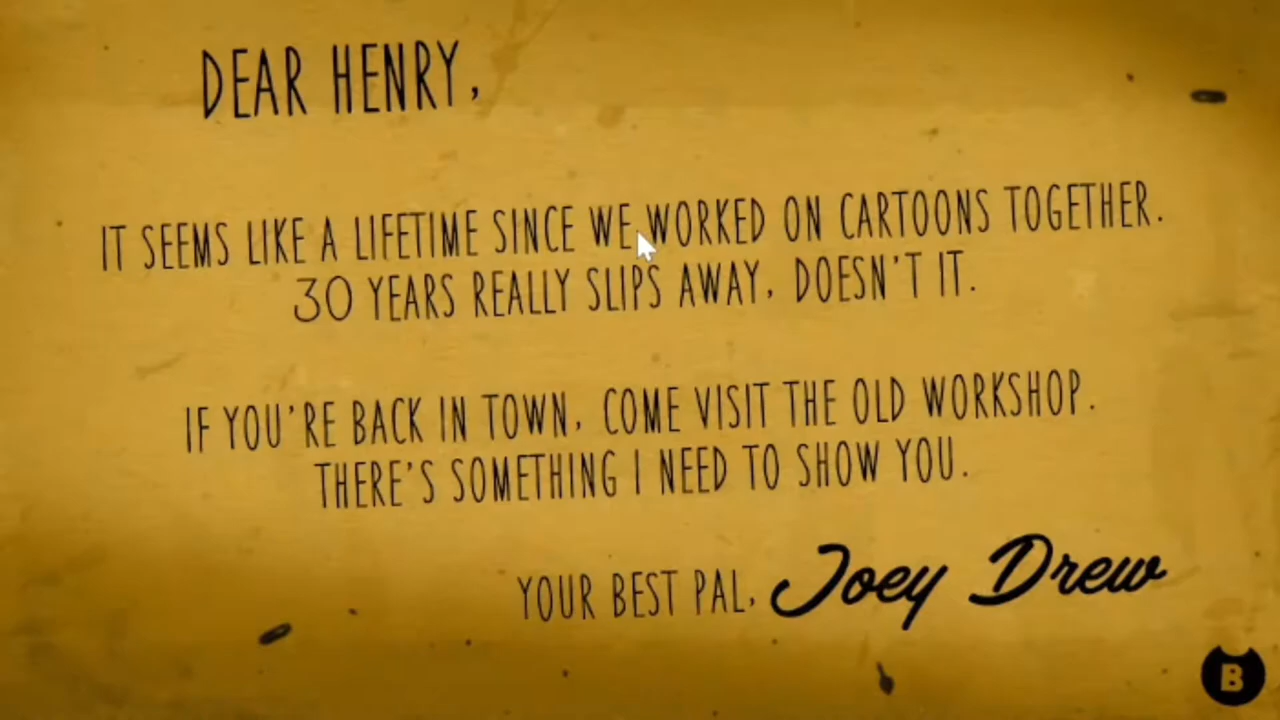 DEAR HENRY,
IT SEEMS LIKE A LIFETIME SINCE WE WORKED ON CARTOONS TOGETHER.
30 YEARS REALLY SLIPS AWAY, DOESN'T IT.
IF YOU'RE BACK IN TOWN, COME VISIT THE OLD WORKSHOP.
THERE'S SOMETHING I NEED TO SHOW YOU.
YOUR BEST PAL, Joey Drew
B